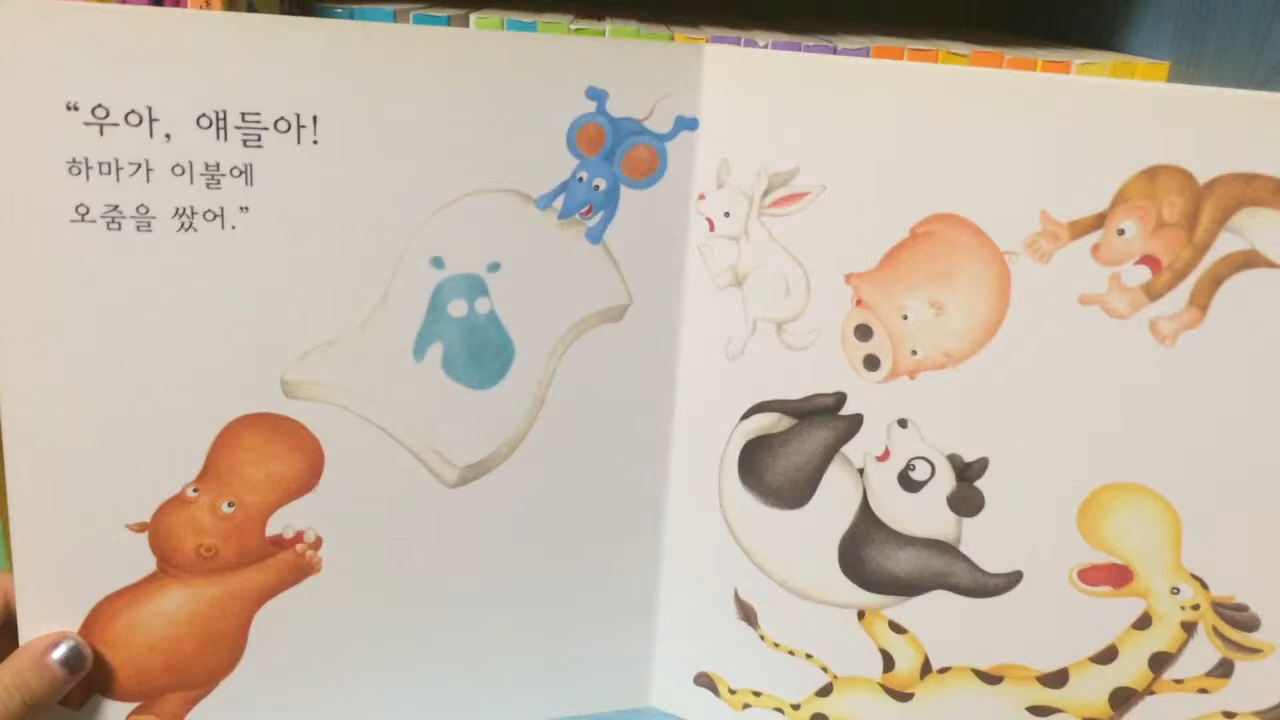 “우아, 얘들아!
하마가 이불에
오줌을 쌌어.”